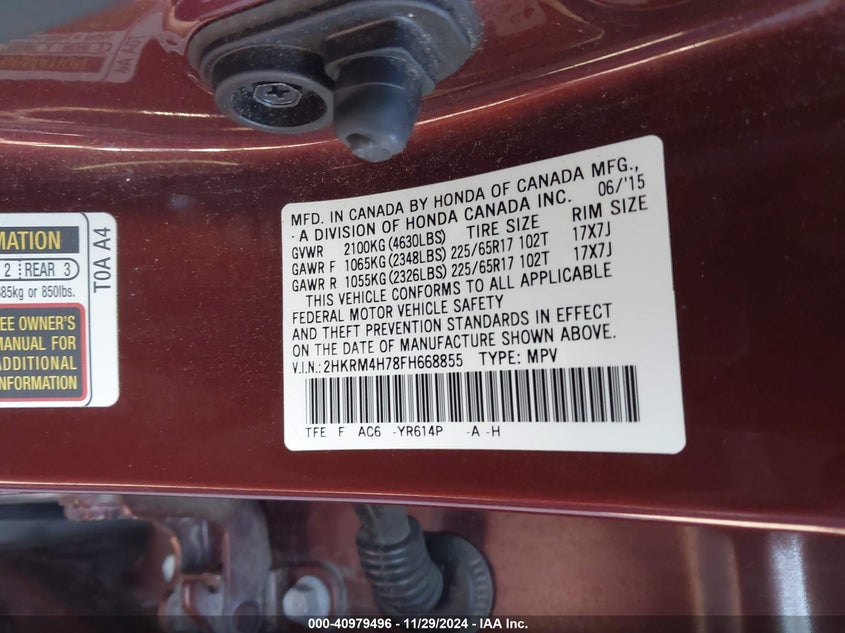 MATION
2 REAR 3
385kg or 850lbs.
EE OWNER'S
MANUAL FOR
ADDITIONAL
INFORMATION
T0A A4
MFD. IN CANADA BY HONDA OF CANADA MFG.,
A DIVISION OF HONDA CANADA INC. 06/'15
GVWR 2100KG(4630LBS) TIRE SIZE RIM SIZE
GAWR F 1065KG(2348LBS) 225/65R17 102T 17X7J
GAWR R 1055KG(2326LBS) 225/65R17 102T 17X7J
THIS VEHICLE CONFORMS TO ALL APPLICABLE
FEDERAL MOTOR VEHICLE SAFETY
AND THEFT PREVENTION STANDARDS IN EFFECT
ON THE DATE OF MANUFACTURE SHOWN ABOVE.
V.I.N.: 2HKRM4H78FH668855 TYPE: MPV
TFE F AC6 -YR614P -A -H
000-40979496 - 11/29/2024 - IAA Inc.